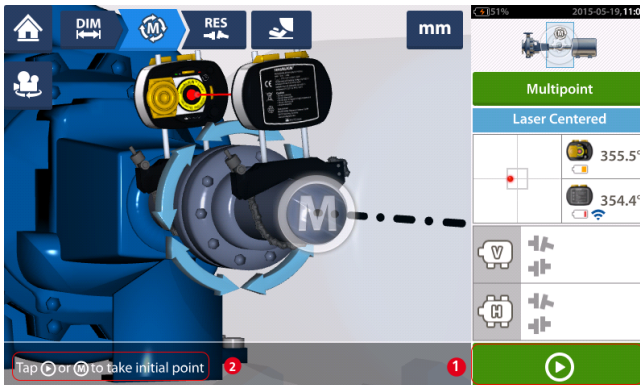 DIM
M
RES
mm
51%
2015-05-19, 11:0
M
Multipoint
Laser Centered
355.5°
354.4°
M
V
H
Tap or M to take initial point
2
1